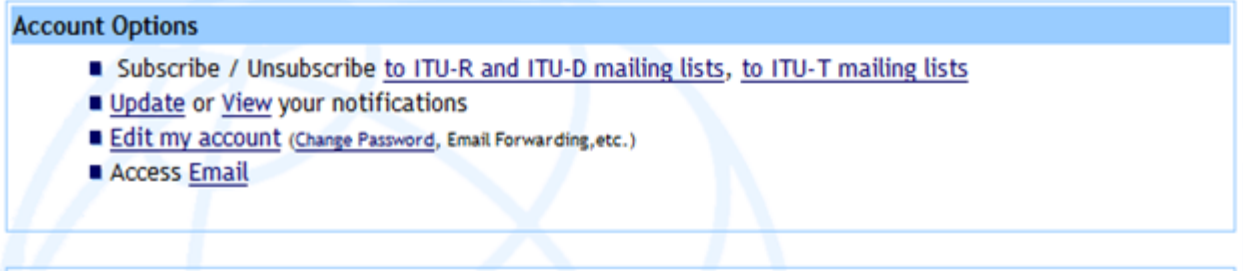 Account Options
Subscribe / Unsubscribe to ITU-R and ITU-D mailing lists, to ITU-T mailing lists
Update or View your notifications
Edit my account (Change Password, Email Forwarding,etc.)
Access Email